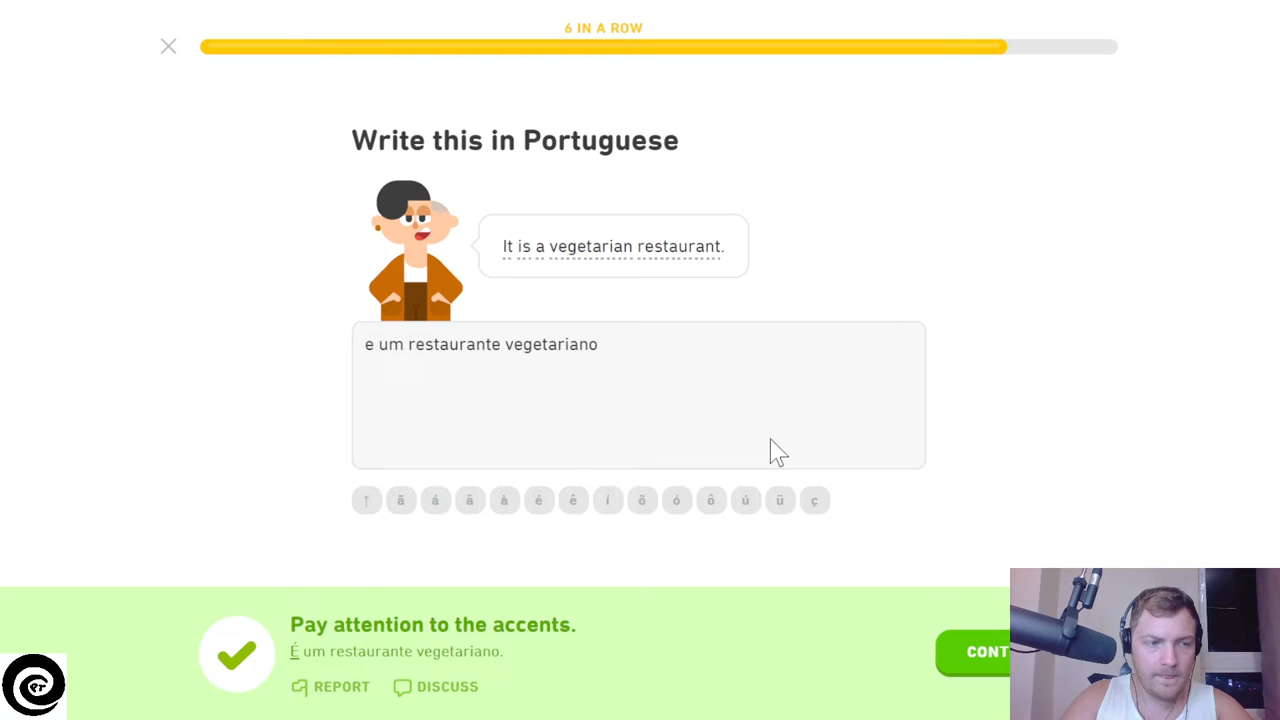 6 IN A ROW
Write this in Portuguese
It is a vegetarian restaurant.
e um restaurante vegetariano
↑ ã á â à é ê í õ ó ô ú ü ç
Pay attention to the accents.
É um restaurante vegetariano.
REPORT DISCUSS
CONT